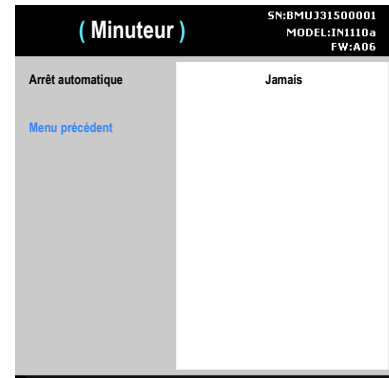 ( Minuteur )
SN:BMUJ31500001
MODEL:IN1110a
FW:A06
Arrêt automatique
Jamais
Menu précédent